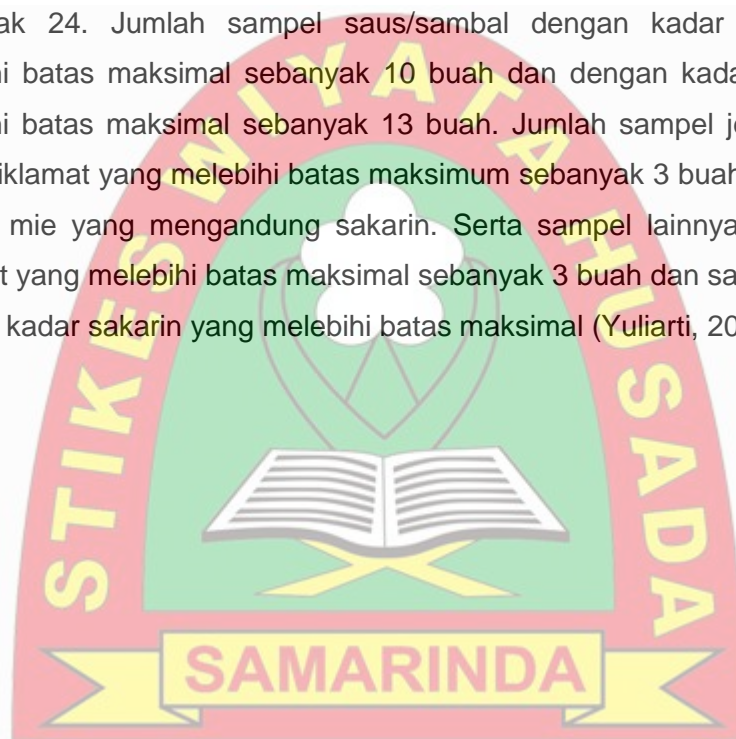 ak 24. Jumlah sampel saus/sambal dengan kadar
i batas maksimal sebanyak 10 buah dan dengan kada
i batas maksimal sebanyak 13 buah. Jumlah sampel je
iklamat yang melebihi batas maksimum sebanyak 3 buah
mie yang mengandung sakarin. Serta sampel lainnya
t yang melebihi batas maksimal sebanyak 3 buah dan sa
kadar sakarin yang melebihi batas maksimal (Yuliarti, 20
STIKES WIYATA HUSADA
SAMARINDA